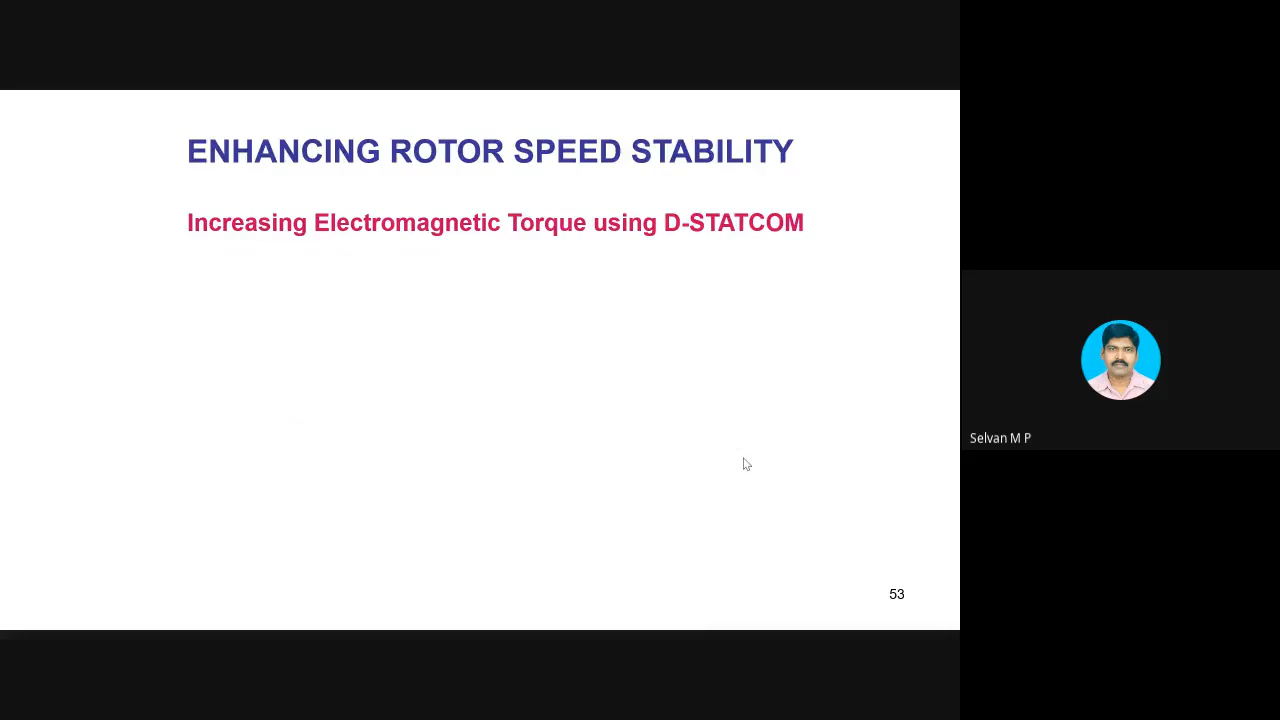 ENHANCING ROTOR SPEED STABILITY
Increasing Electromagnetic Torque using D-STATCOM
Selvan M P
53